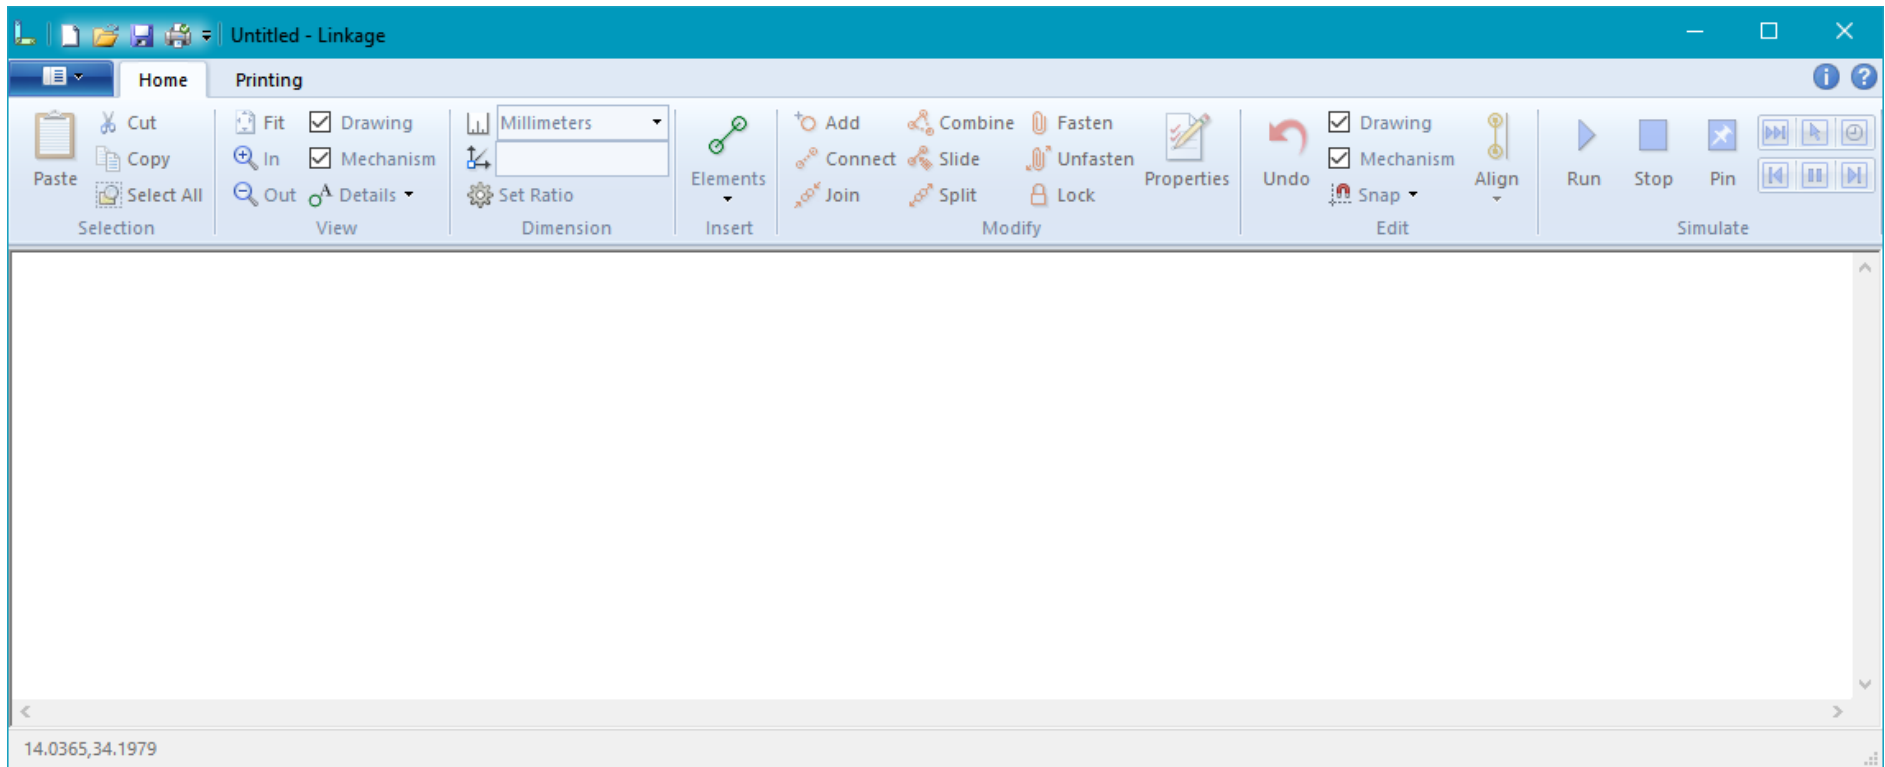 Untitled - Linkage
Home Printing
Paste
Cut
Copy
Select All
Selection
Fit Drawing
In Mechanism
Out Details
View
Millimeters
Set Ratio
Dimension
Elements
Insert
Add Combine Fasten
Connect Slide Unfasten
Join Split Lock
Properties
Modify
Undo
Drawing
Mechanism
Snap
Align
Edit
Run Stop Pin
Simulate
14.0365,34.1979